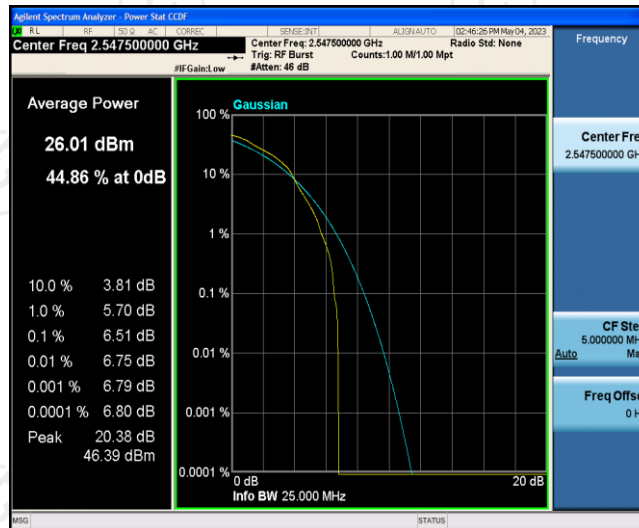 Agilent Spectrum Analyzer - Power Stat CCDF
RL RF 50 Ω AC CORREC SENSE:INT ALIGNAUTO 02:46:26 PM May 04, 2023
Center Freq 2.547500000 GHz
Center Freq: 2.547500000 GHz Radio Std: None
Trig: RF Burst Counts:1.00 M/1.00 Mpt
#IFGain:Low #Atten: 46 dB
Frequency
Average Power
26.01 dBm
44.86 % at 0dB
10.0 % 3.81 dB
1.0 % 5.70 dB
0.1 % 6.51 dB
0.01 % 6.75 dB
0.001 % 6.79 dB
0.0001 % 6.80 dB
Peak 20.38 dB
46.39 dBm
Gaussian
100 %
10 %
1 %
0.1 %
0.01 %
0.001 %
0.0001 %
0 dB 20 dB
Info BW 25.000 MHz
Center Fre
2.547500000 GH
CF Ste
5.000000 MH
Auto Ma
Freq Offs
0 H
MSG STATUS